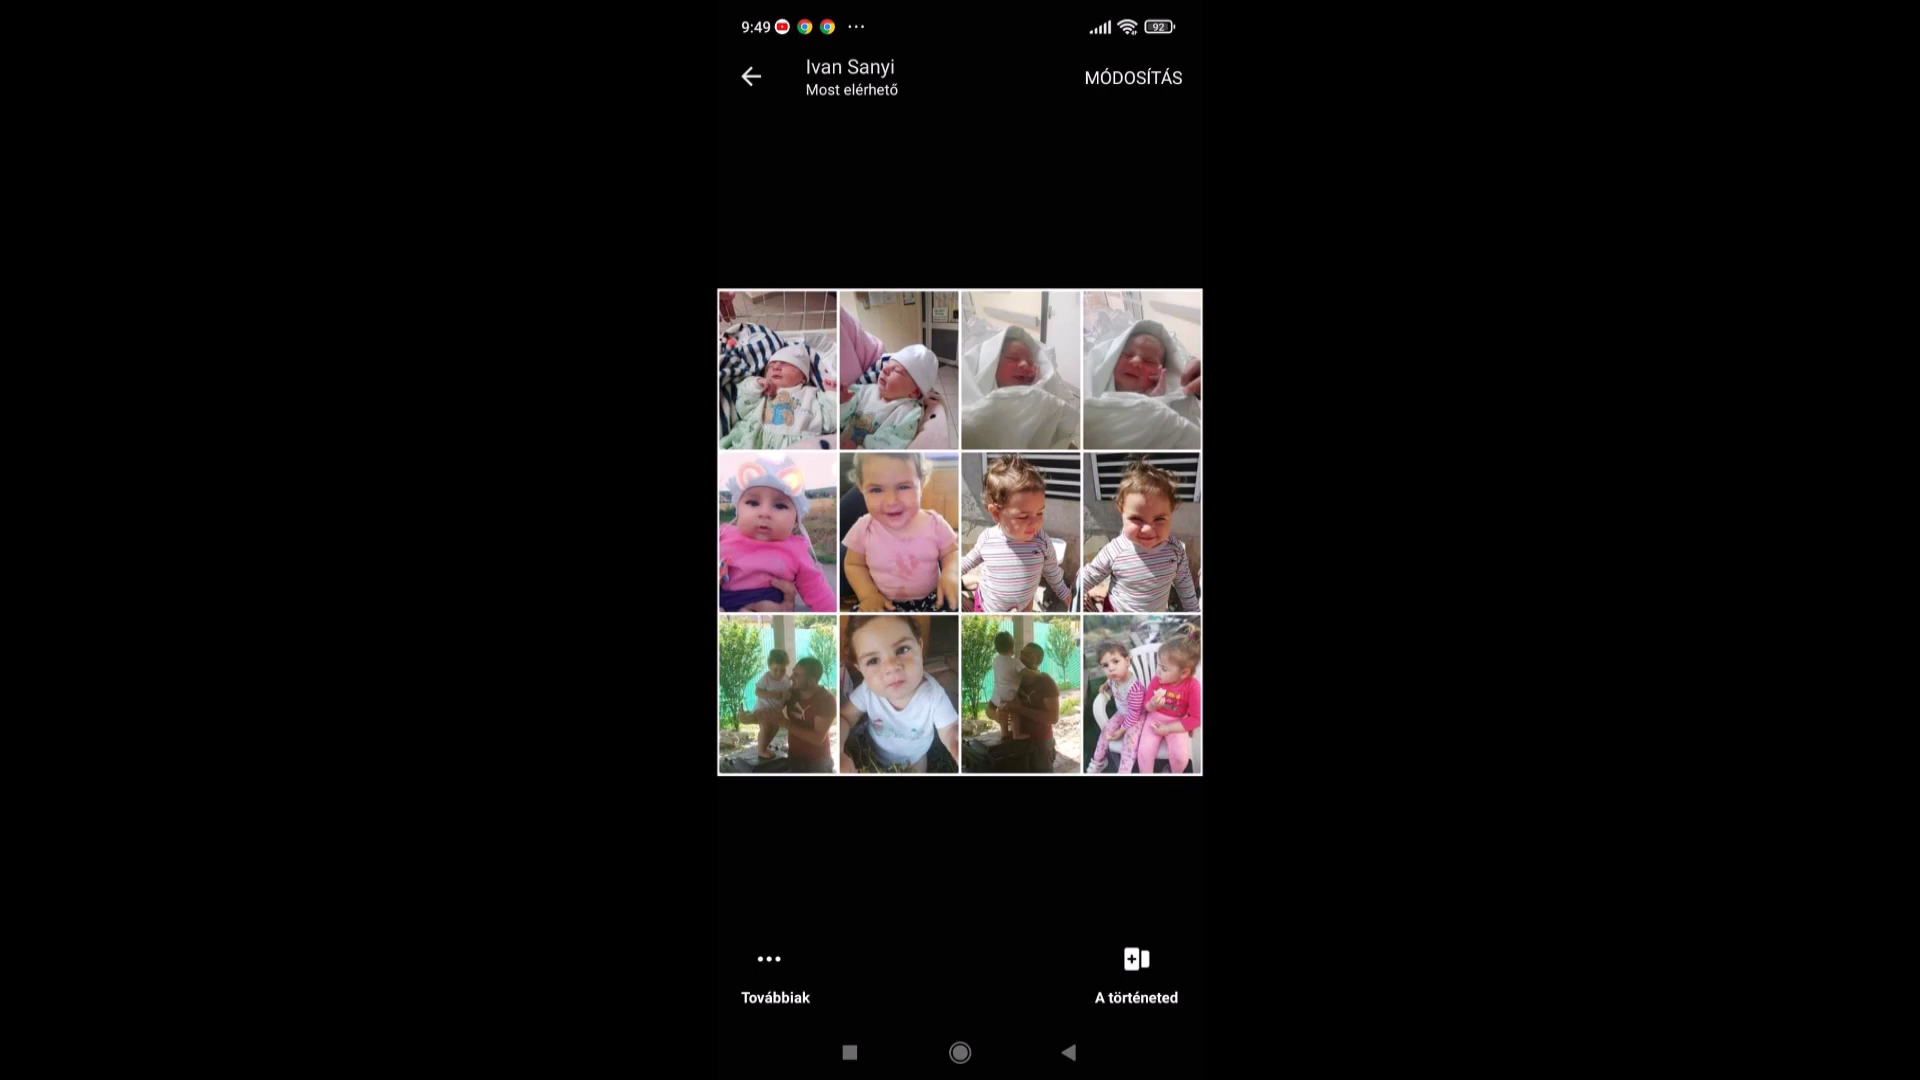 9:49
92
Ivan Sanyi
Most elérhető
MÓDOSÍTÁS
Továbbiak
A történeted